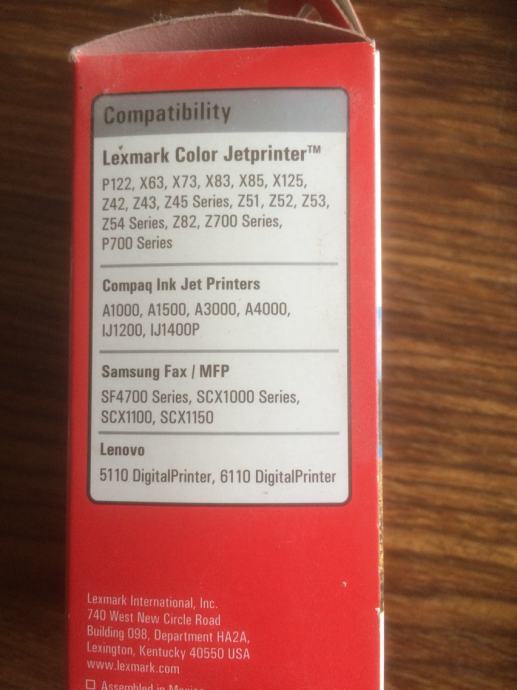 Compatibility
Lexmark Color Jetprinter™
P122, X63, X73, X83, X85, X125,
Z42, Z43, Z45 Series, Z51, Z52, Z53,
Z54 Series, Z82, Z700 Series,
P700 Series
Compaq Ink Jet Printers
A1000, A1500, A3000, A4000,
IJ1200, IJ1400P
Samsung Fax / MFP
SF4700 Series, SCX1000 Series,
SCX1100, SCX1150
Lenovo
5110 DigitalPrinter, 6110 DigitalPrinter
Lexmark International, Inc.
740 West New Circle Road
Building 098, Department HA2A,
Lexington, Kentucky 40550 USA
www.lexmark.com
Assembled in Mexico